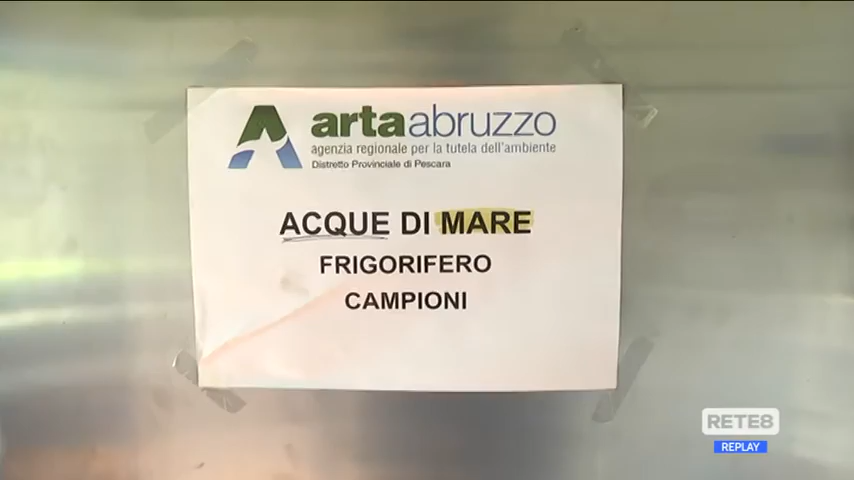 artaabruzzo
agenzia regionale per la tutela dell'ambiente
Distretto Provinciale di Pescara
ACQUE DI MARE
FRIGORIFERO
CAMPIONI
RETE8
REPLAY